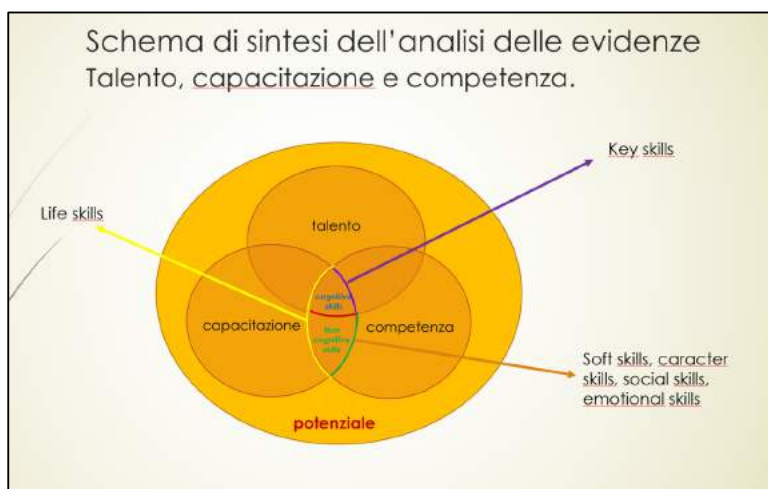 Schema di sintesi dell'analisi delle evidenze
Talento, capacitazione e competenza.
Key skills
Life skills
talento
cognitive
skills
capacitazione
competenza
Non
cognitive
skills
Soft skills, caracter
skills, social skills,
emotional skills
potenziale